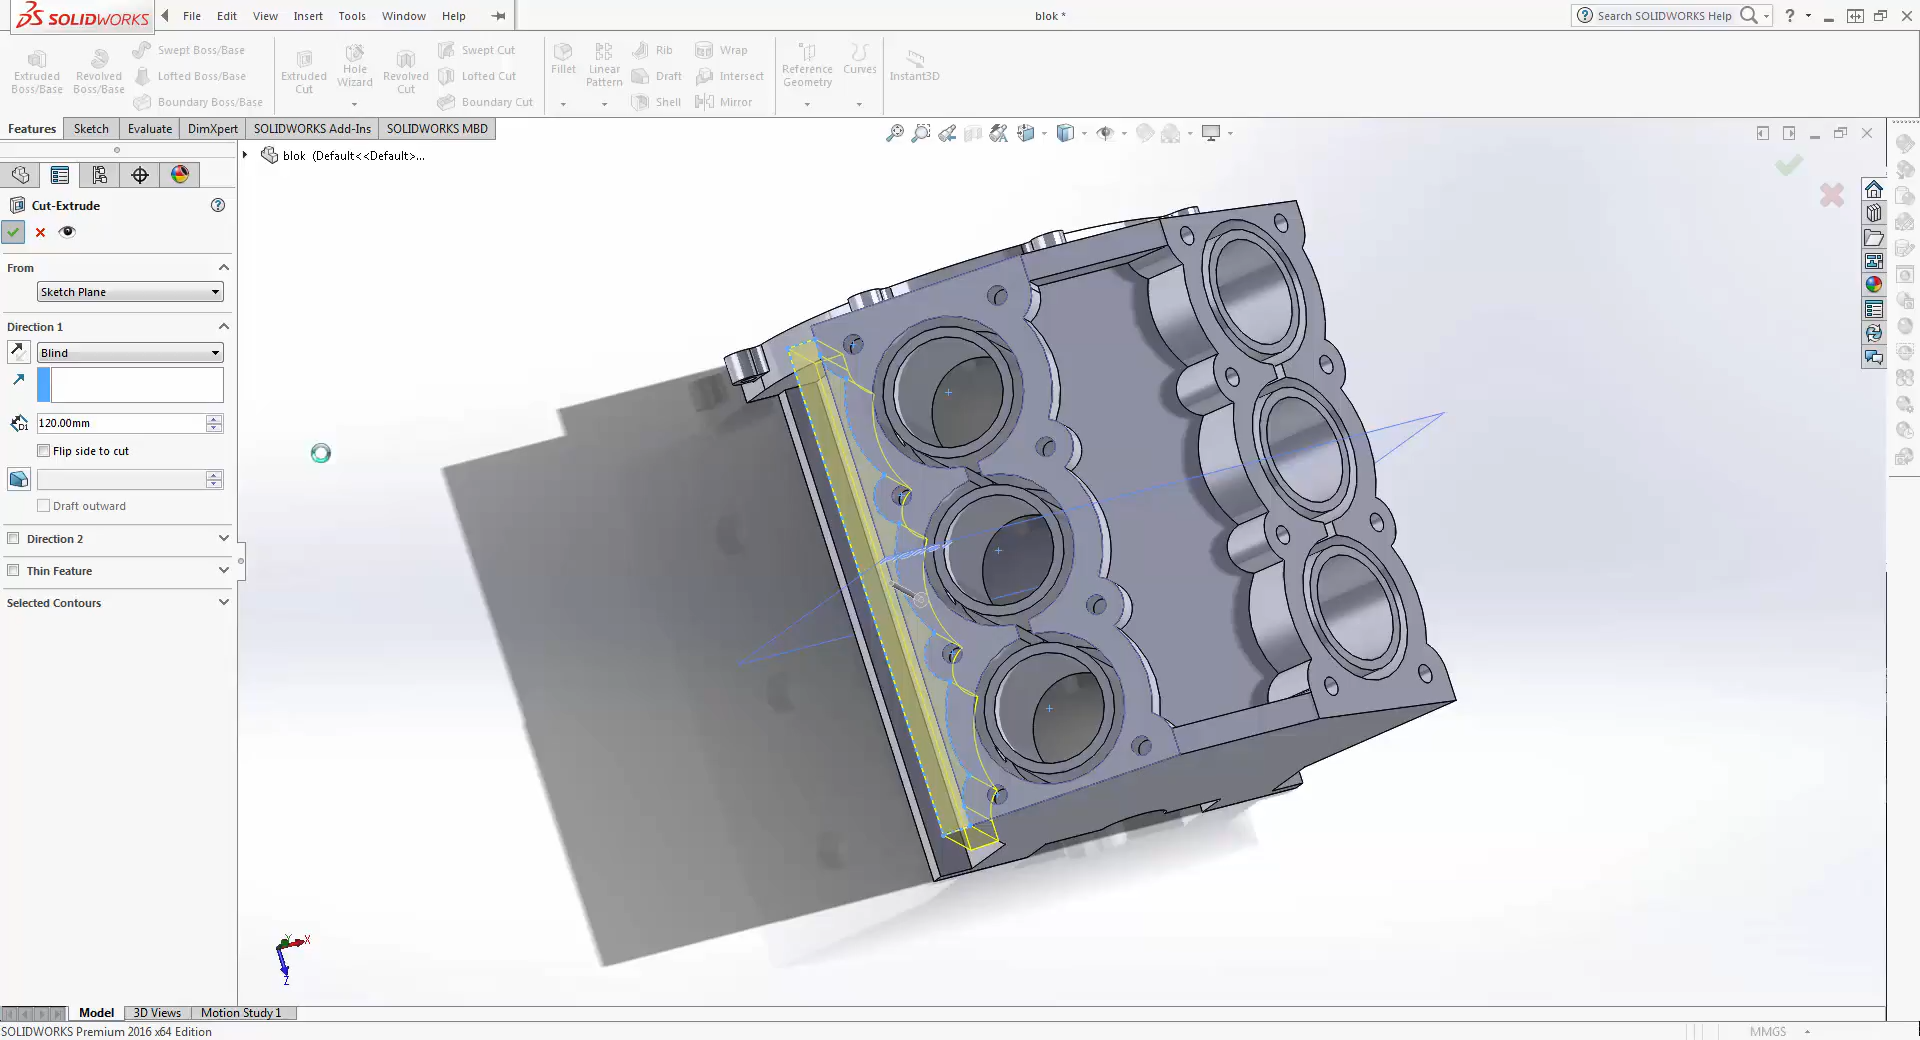 SOLIDWORKS File Edit View Insert Tools Window Help blok * Search SOLIDWORKS Help ?
Extruded Boss/Base Revolved Boss/Base Swept Boss/Base Lofted Boss/Base Boundary Boss/Base Extruded Cut Hole Wizard Revolved Cut Swept Cut Lofted Cut Boundary Cut Fillet Linear Pattern Rib Draft Shell Wrap Intersect Mirror Reference Geometry Curves Instant3D
Features Sketch Evaluate DimXpert SOLIDWORKS Add-Ins SOLIDWORKS MBD
blok (Default<<Default>...
Cut-Extrude ?
From
Sketch Plane
Direction 1
Blind
D1 120.00mm
Flip side to cut
Draft outward
Direction 2
Thin Feature
Selected Contours
Y X
Z
Model 3D Views Motion Study 1
SOLIDWORKS Premium 2016 x64 Edition MMGS